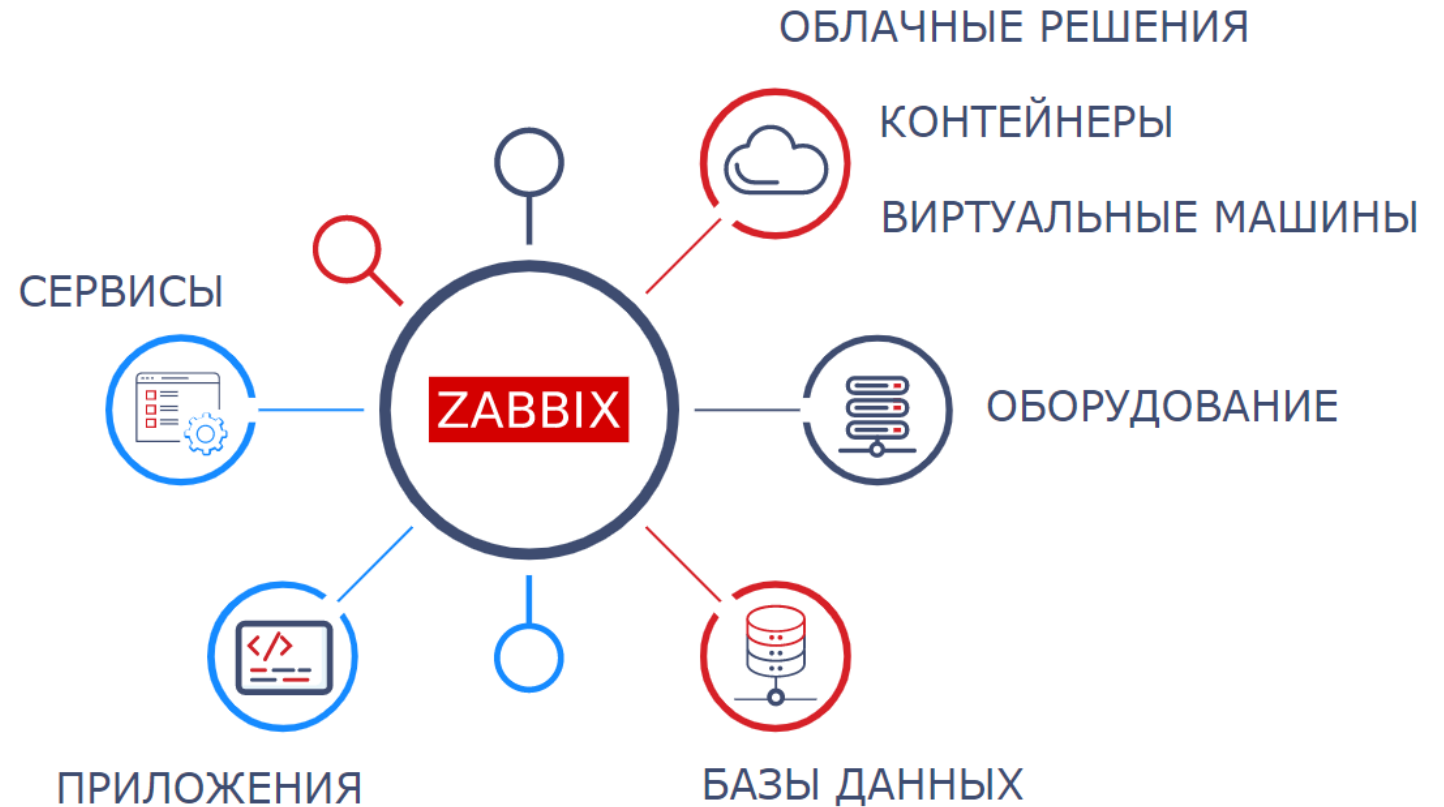 ОБЛАЧНЫЕ РЕШЕНИЯ
КОНТЕЙНЕРЫ
ВИРТУАЛЬНЫЕ МАШИНЫ
СЕРВИСЫ
ZABBIX
ОБОРУДОВАНИЕ
ПРИЛОЖЕНИЯ
БАЗЫ ДАННЫХ